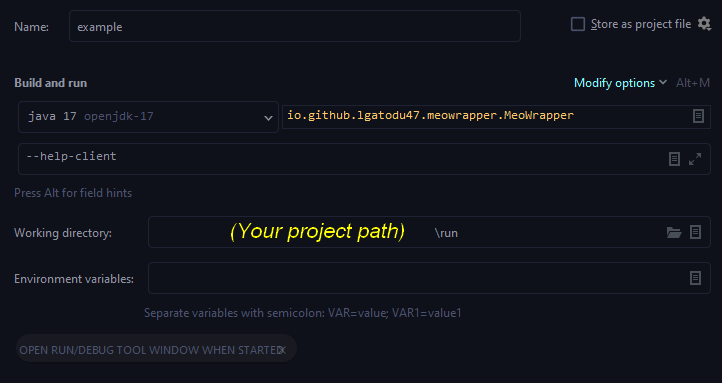 Name: example Store as project file
Build and run Modify options Alt+M
java 17 openjdk-17 io.github.lgatodu47.meowrapper.MeoWrapper
--help-client
Press Alt for field hints
Working directory: (Your project path) \run
Environment variables:
Separate variables with semicolon: VAR=value; VAR1=value1
OPEN RUN/DEBUG TOOL WINDOW WHEN STARTED